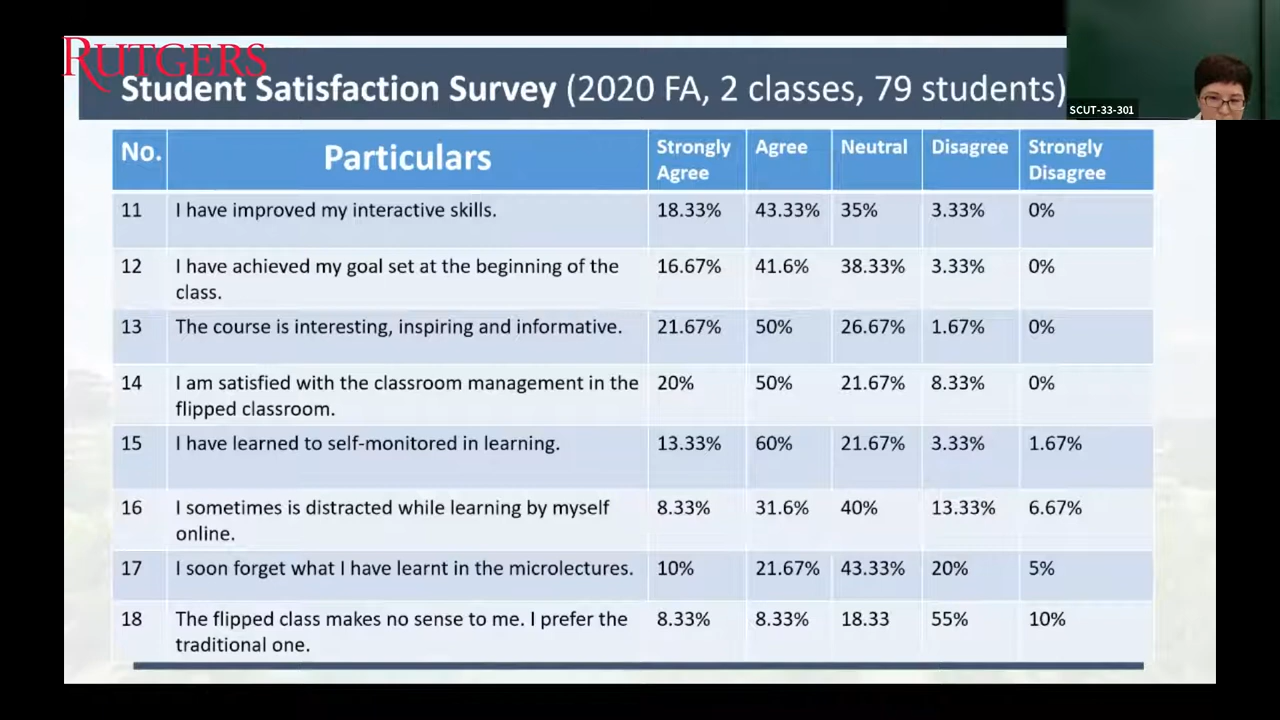 RUTGERS
Student Satisfaction Survey (2020 FA, 2 classes, 79 students)
SCUT-33-301
No. Particulars Strongly Agree Agree Neutral Disagree Strongly Disagree
11 I have improved my interactive skills. 18.33% 43.33% 35% 3.33% 0%
12 I have achieved my goal set at the beginning of the class. 16.67% 41.6% 38.33% 3.33% 0%
13 The course is interesting, inspiring and informative. 21.67% 50% 26.67% 1.67% 0%
14 I am satisfied with the classroom management in the flipped classroom. 20% 50% 21.67% 8.33% 0%
15 I have learned to self-monitored in learning. 13.33% 60% 21.67% 3.33% 1.67%
16 I sometimes is distracted while learning by myself online. 8.33% 31.6% 40% 13.33% 6.67%
17 I soon forget what I have learnt in the microlectures. 10% 21.67% 43.33% 20% 5%
18 The flipped class makes no sense to me. I prefer the traditional one. 8.33% 8.33% 18.33 55% 10%